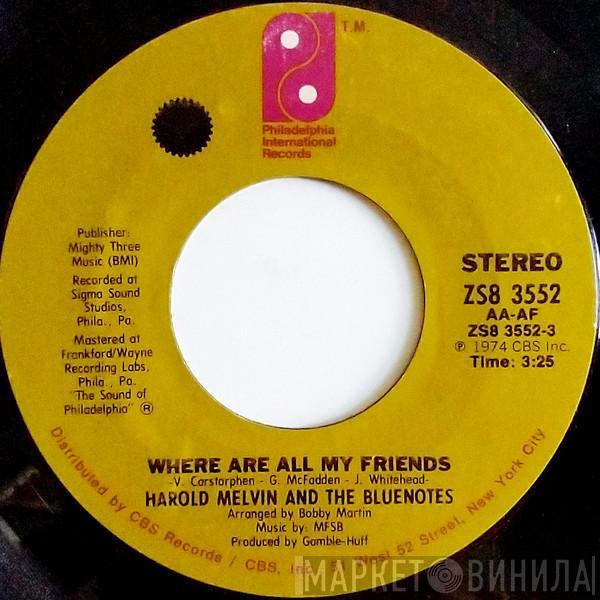 T.M.
Philadelphia
International
Records
Publisher:
Mighty Three
Music (BMI)
Recorded at
Sigma Sound
Studios,
Phila., Pa.
Mastered at
Frankford/Wayne
Recording Labs,
Phila., Pa.
"The Sound of
Philadelphia" ®
STEREO
ZS8 3552
AA-AF
ZS8 3552-3
℗ 1974 CBS Inc.
Time: 3:25
WHERE ARE ALL MY FRIENDS
-V. Carstorphen - G. McFadden - J. Whitehead-
HAROLD MELVIN AND THE BLUENOTES
Arranged by Bobby Martin
Music by: MFSB
Produced by Gamble-Huff
Distributed by CBS Records / CBS, Inc. 51 West 52 Street, New York City
МАРКЕТ ВИНИЛА